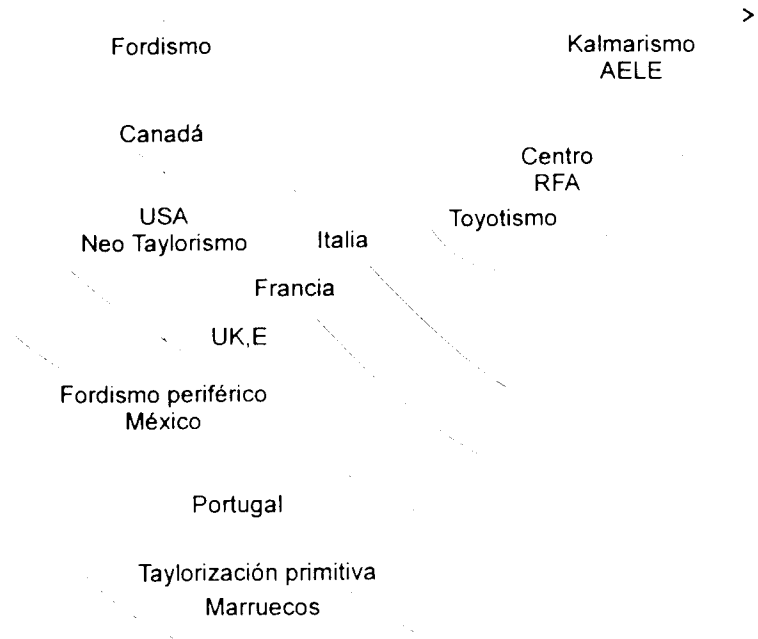 >
Fordismo
Kalmarismo
AELE
Canadá
Centro
RFA
USA
Neo Taylorismo
Italia
Toyotismo
Francia
UK,E
Fordismo periférico
México
Portugal
Taylorización primitiva
Marruecos